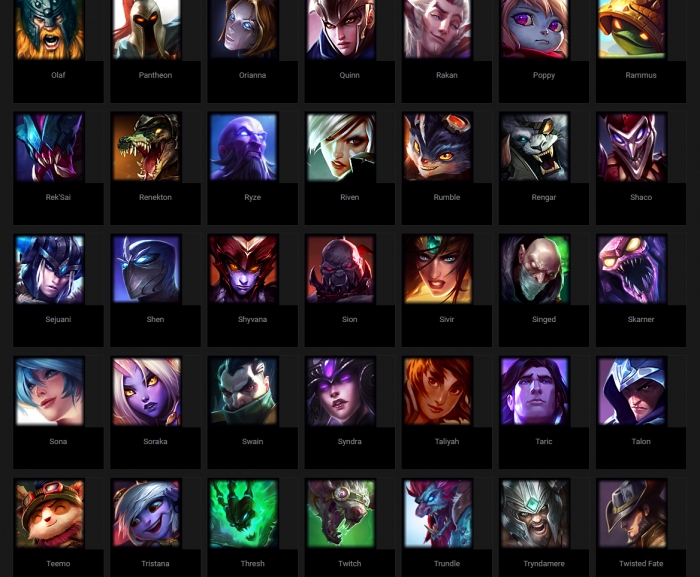 Olaf Pantheon Orianna Quinn Rakan Poppy Rammus
Rek'Sai Renekton Ryze Riven Rumble Rengar Shaco
Sejuani Shen Shyvana Sion Sivir Singed Skarner
Sona Soraka Swain Syndra Taliyah Taric Talon
Teemo Tristana Thresh Twitch Trundle Tryndamere Twisted Fate